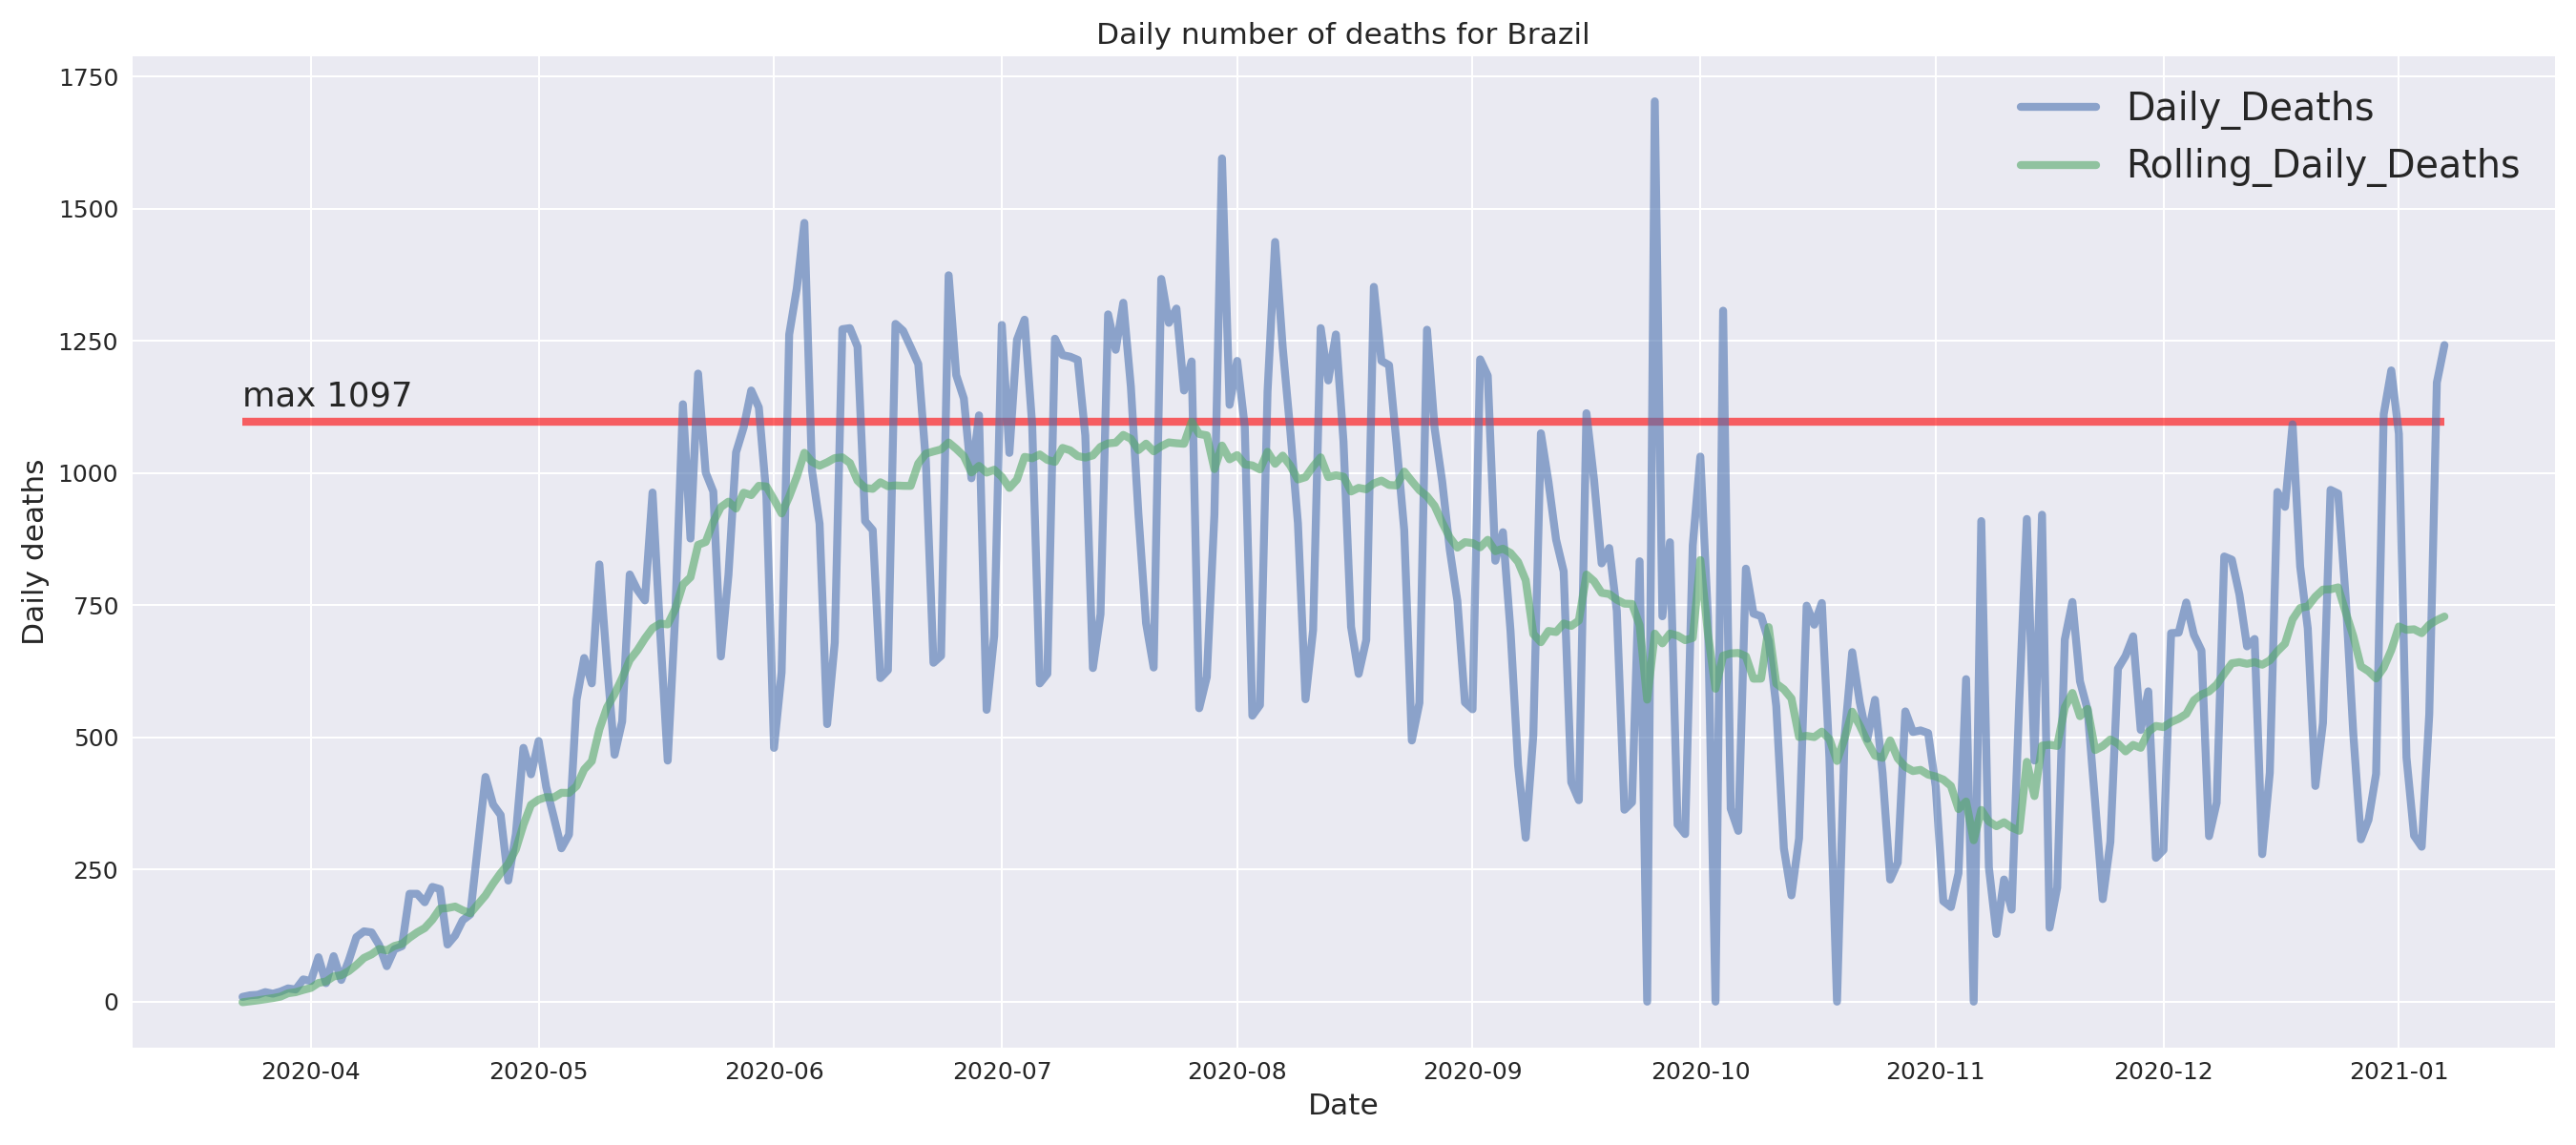 Daily number of deaths for Brazil
1750
1500
1250
1000
750
500
250
0
Daily deaths
max 1097
Daily_Deaths
Rolling_Daily_Deaths
2020-04 2020-05 2020-06 2020-07 2020-08 2020-09 2020-10 2020-11 2020-12 2021-01
Date